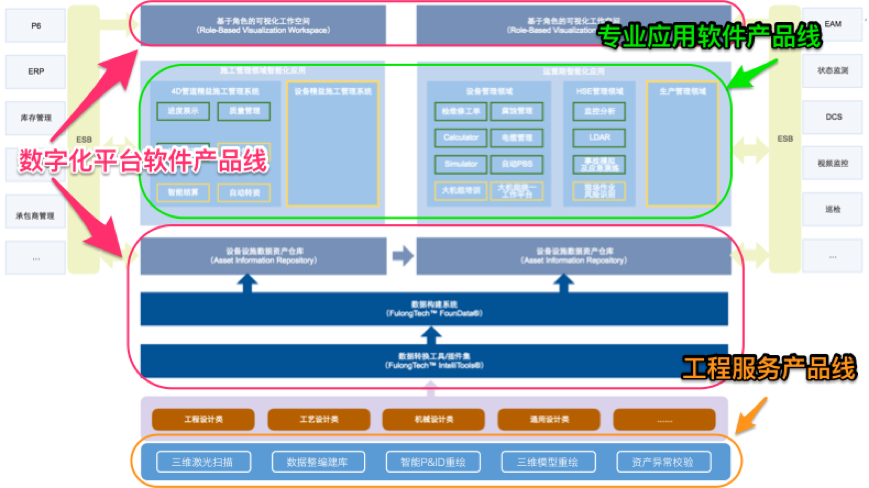 P6
ERP
库存管理
承包商管理
...
ESB
基于角色的可视化工作空间
(Role-Based Visualization Workspace)
基于角色的可视化工作空间
(Role-Based Visual
专业应用软件产品线
施工管理领域智能化应用
4D管道精益施工管理系统
进度展示
质量管理
智能结算
自动转资
设备精益施工管理系统
运营期智能化应用
设备管理领域
检维修工单
腐蚀管理
Calculator
电缆管理
Simulator
自动PSS
大机组培训
大机组统一
工作平台
HSE管理领域
监控分析
LDAR
事故模拟
及应急演练
现场作业
风险识别
生产管理领域
数字化平台软件产品线
设备设施数据资产仓库
(Asset Information Repository)
设备设施数据资产仓库
(Asset Information Repository)
数据构建系统
(FulongTech™ FounData®)
数据转换工具/插件集
(FulongTech™ IntelliTools®)
工程服务产品线
工程设计类
工艺设计类
机械设计类
通用设计类
......
三维激光扫描
数据整编建库
智能P&ID重绘
三维模型重绘
资产异常校验
ESB
EAM
状态监测
DCS
视频监控
巡检
...